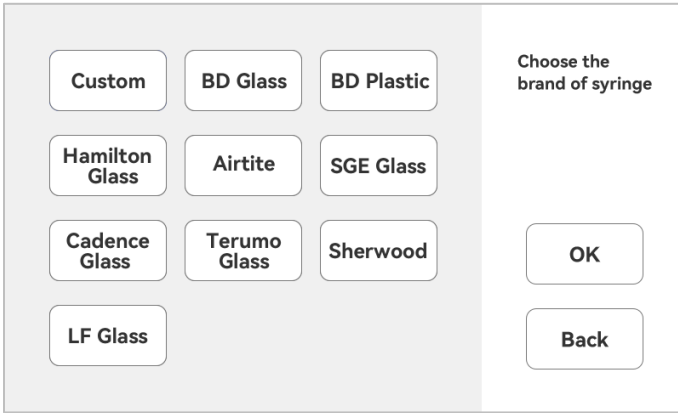 Custom
BD Glass
BD Plastic
Choose the
brand of syringe
Hamilton
Glass
Airtite
SGE Glass
Cadence
Glass
Terumo
Glass
Sherwood
OK
LF Glass
Back